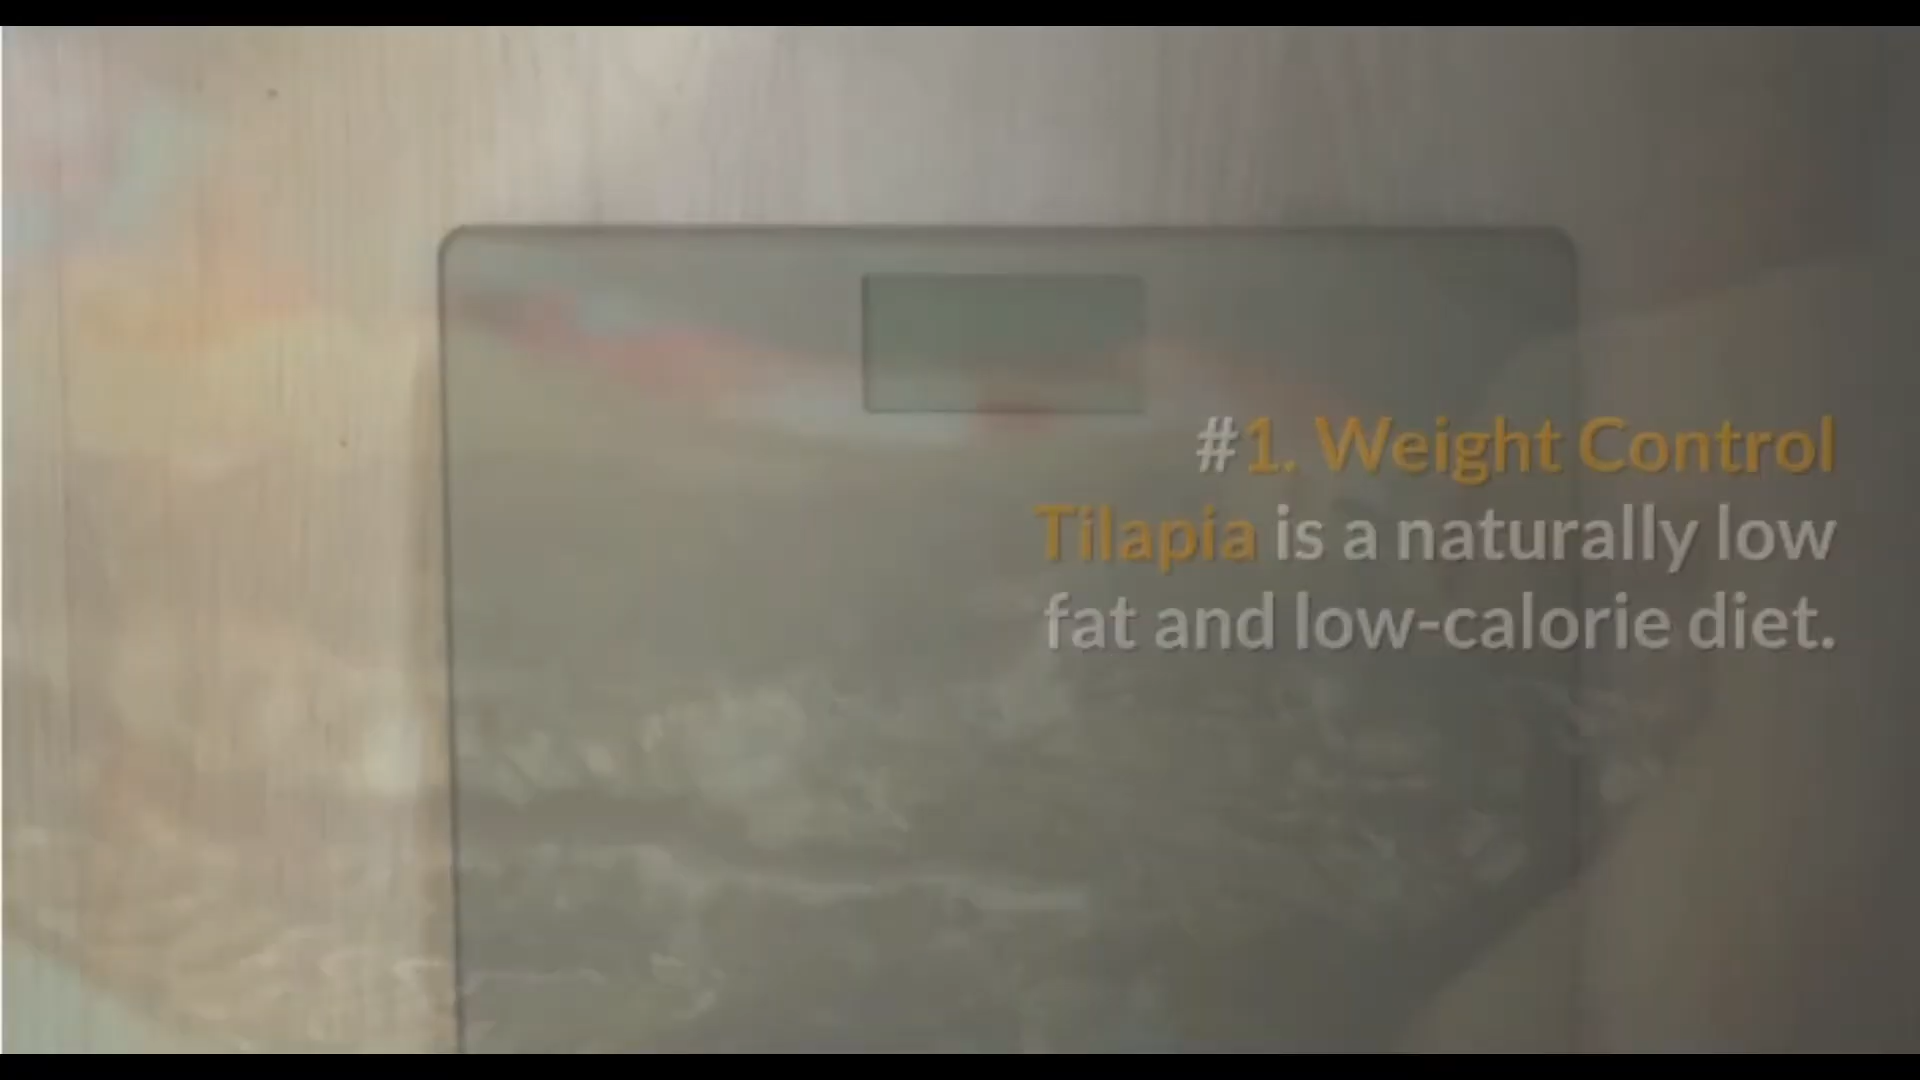 #1. Weight Control
Tilapia is a naturally low
fat and low-calorie diet.